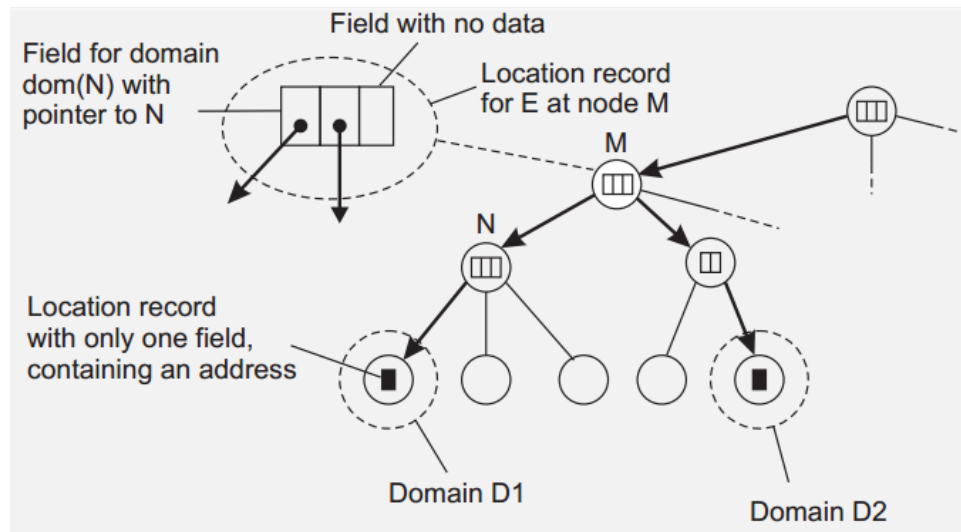 Field with no data
Field for domain
dom(N) with
pointer to N
Location record
for E at node M
M
N
Location record
with only one field,
containing an address
Domain D1
Domain D2